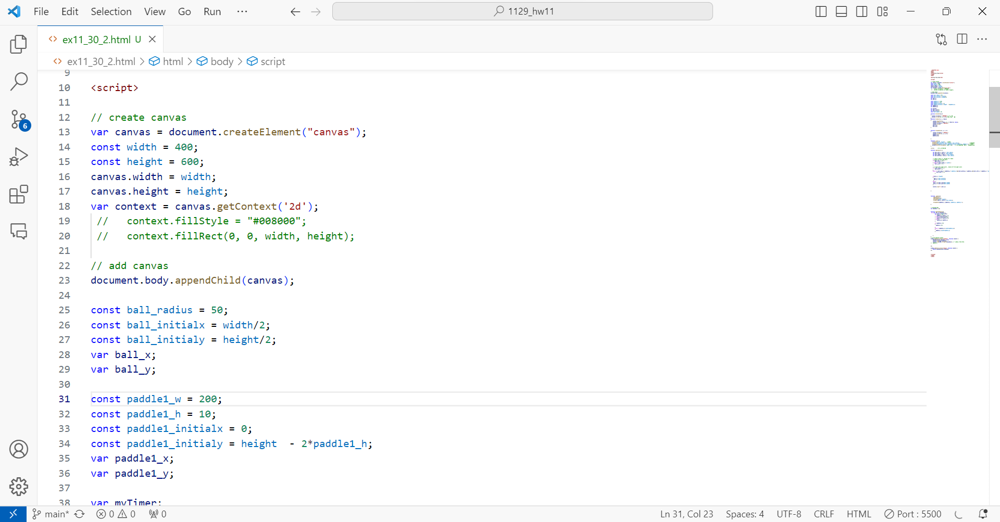 File Edit Selection View Go Run ···
1129_hw11
ex11_30_2.html U
ex11_30_2.html > html > body > script
9
10 <script>
11
12 // create canvas
13 var canvas = document.createElement("canvas");
14 const width = 400;
15 const height = 600;
16 canvas.width = width;
17 canvas.height = height;
18 var context = canvas.getContext('2d');
19 //   context.fillStyle = "#008000";
20 //   context.fillRect(0, 0, width, height);
21
22 // add canvas
23 document.body.appendChild(canvas);
24
25 const ball_radius = 50;
26 const ball_initialx = width/2;
27 const ball_initialy = height/2;
28 var ball_x;
29 var ball_y;
30
31 const paddle1_w = 200;
32 const paddle1_h = 10;
33 const paddle1_initialx = 0;
34 const paddle1_initialy = height  - 2*paddle1_h;
35 var paddle1_x;
36 var paddle1_y;
37
38 var myTimer;
6
main* 0 0 0 Ln 31, Col 23 Spaces: 4 UTF-8 CRLF HTML Port : 5500